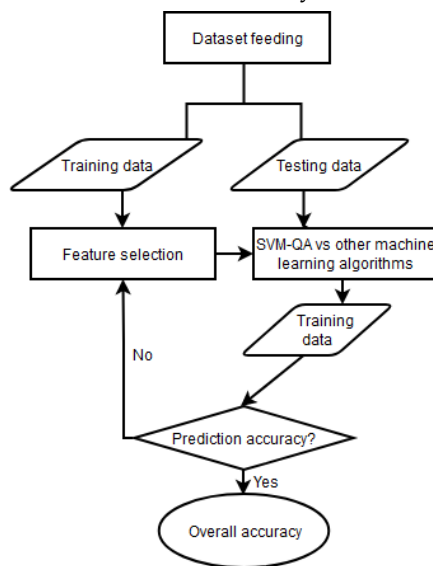 Dataset feeding
Training data
Testing data
Feature selection
SVM-QA vs other machine
learning algorithms
Training
data
No
Prediction accuracy?
Yes
Overall accuracy